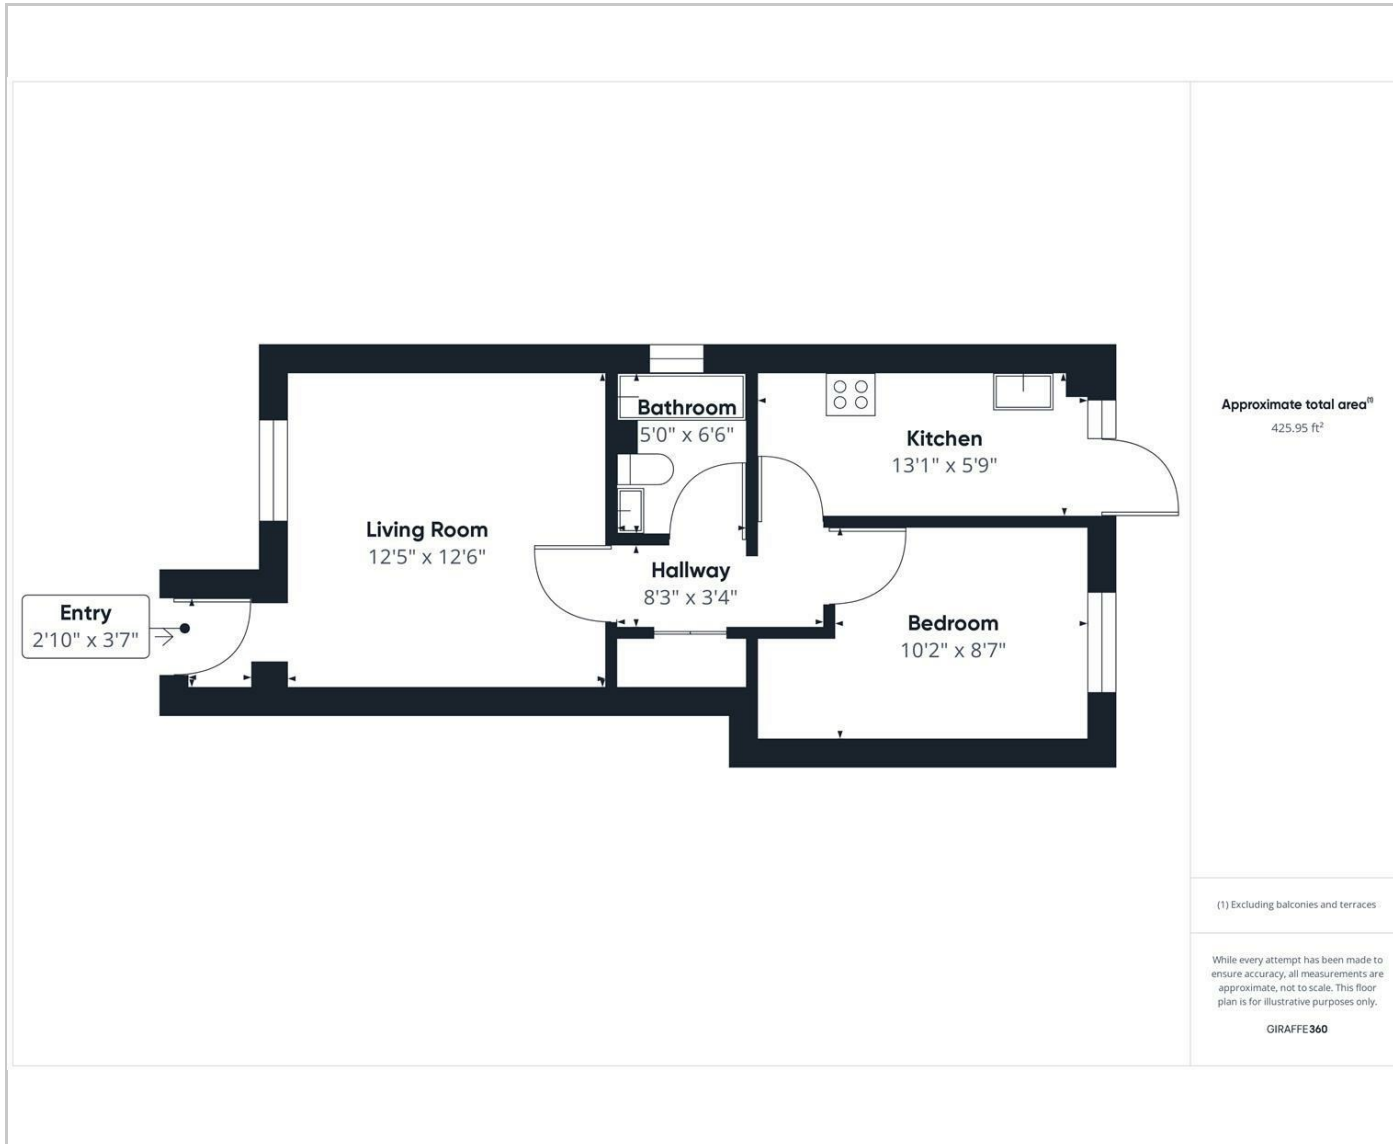 Entry
2'10" x 3'7"
Living Room
12'5" x 12'6"
Bathroom
5'0" x 6'6"
Hallway
8'3" x 3'4"
Kitchen
13'1" x 5'9"
Bedroom
10'2" x 8'7"
Approximate total area⁽¹⁾
425.95 ft²
(1) Excluding balconies and terraces
While every attempt has been made to
ensure accuracy, all measurements are
approximate, not to scale. This floor
plan is for illustrative purposes only.
GIRAFFE360